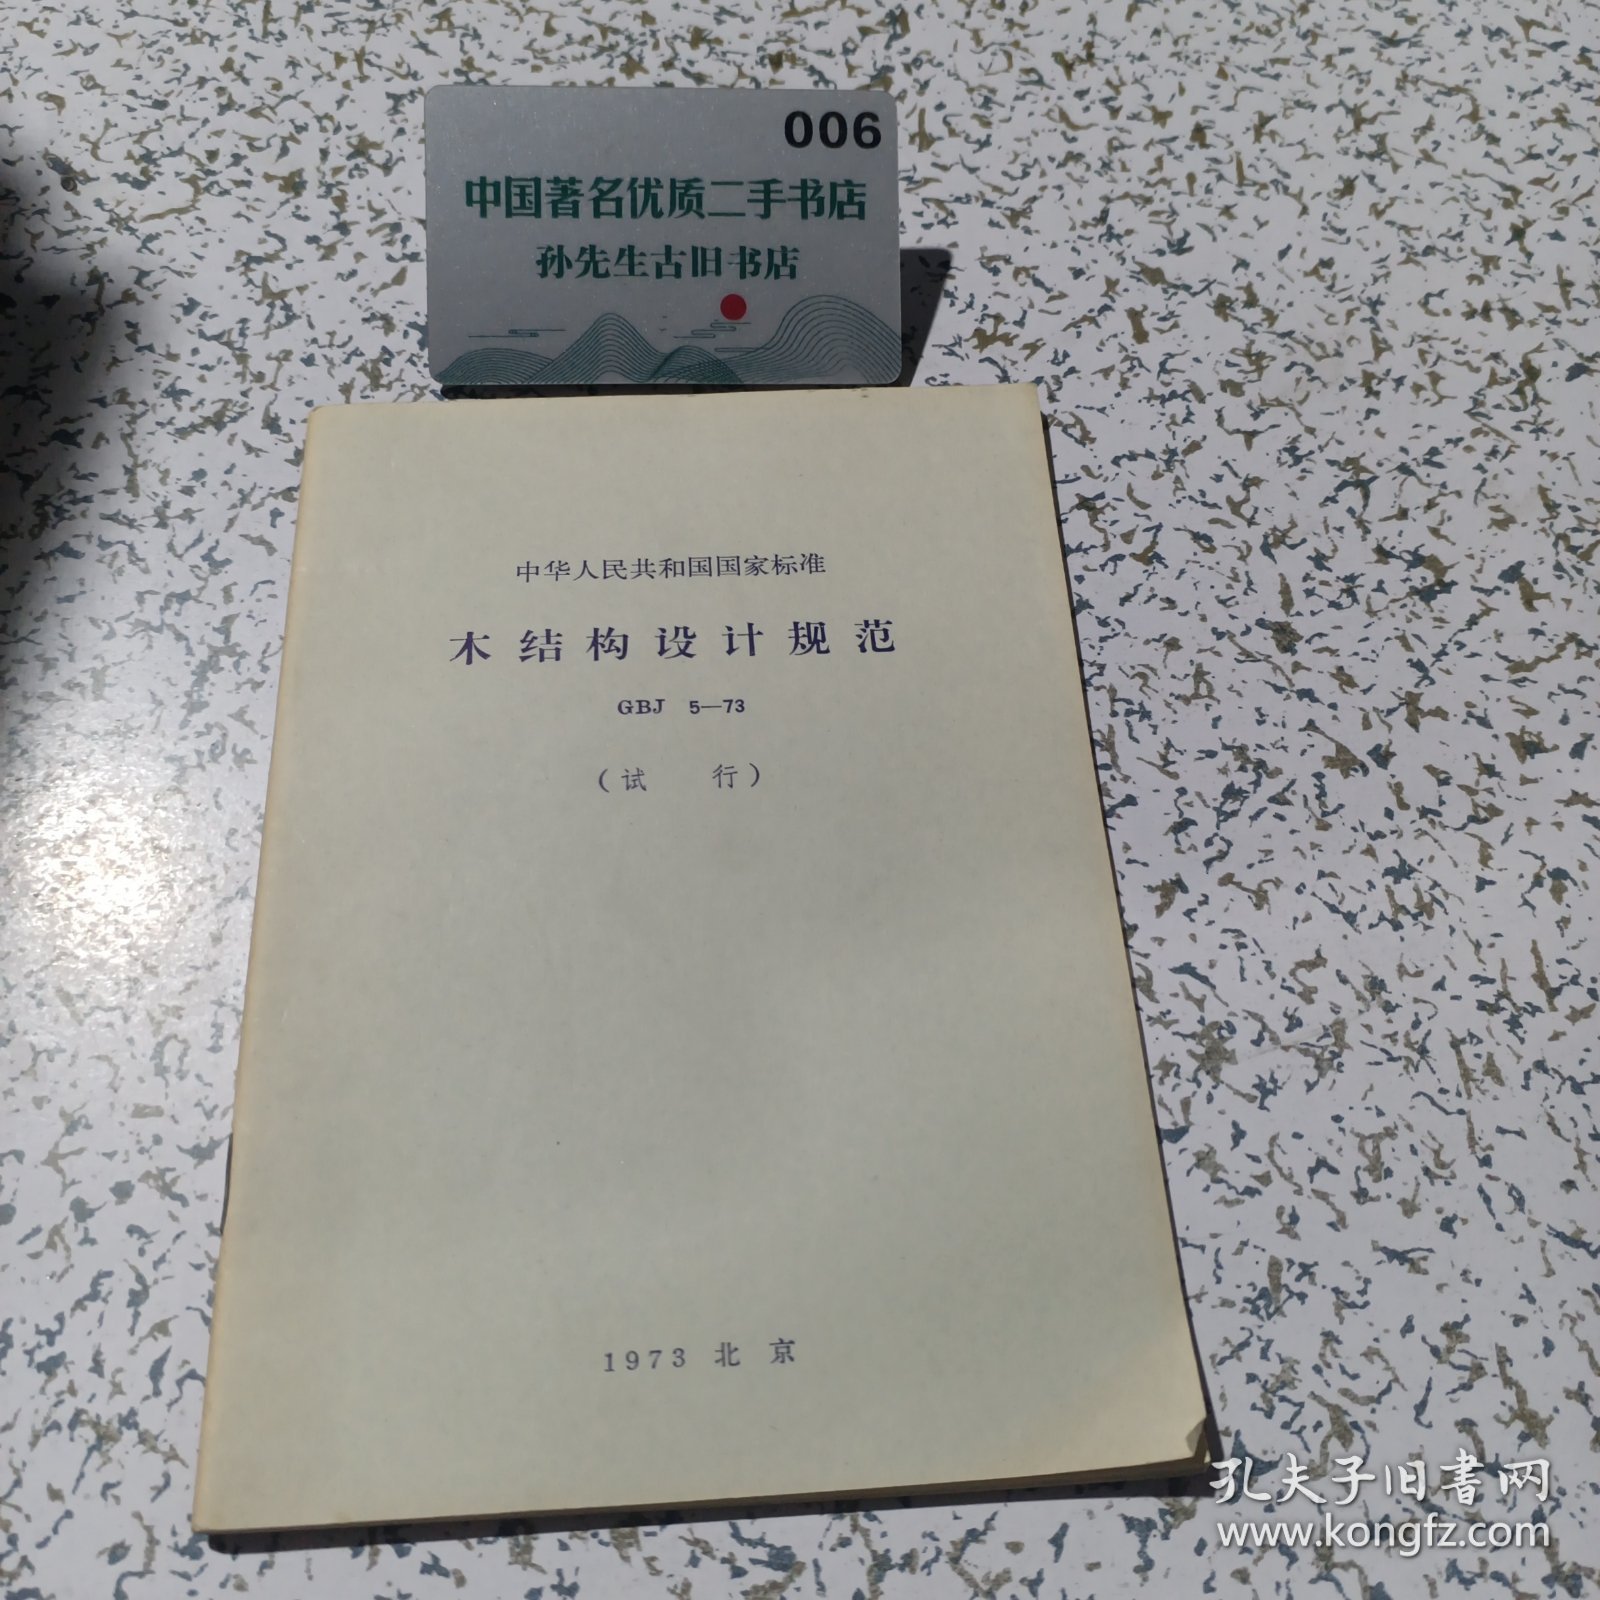 006
中国著名优质二手书店
孙先生古旧书店
中华人民共和国国家标准
木结构设计规范
GBJ 5—73
（试 行）
1973 北京
孔夫子旧书网
www.kongfz.com